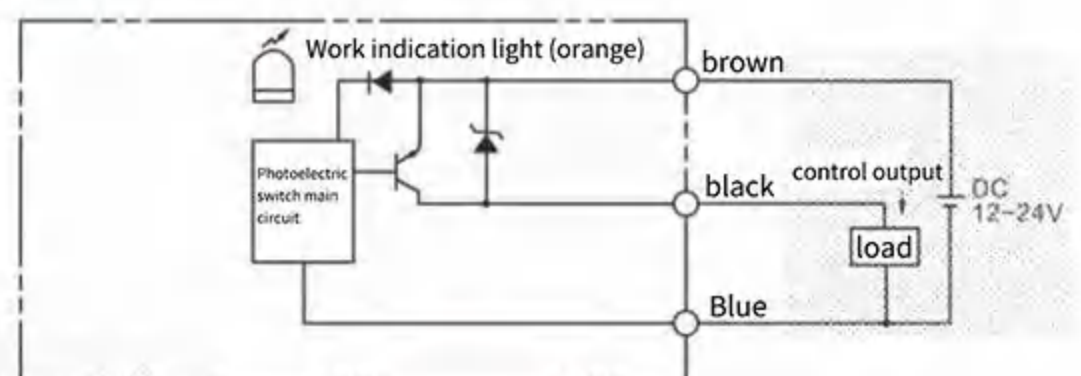 Work indication light (orange)
brown
Photoelectric
switch main
circuit
black
control output
DC
12-24V
load
Blue